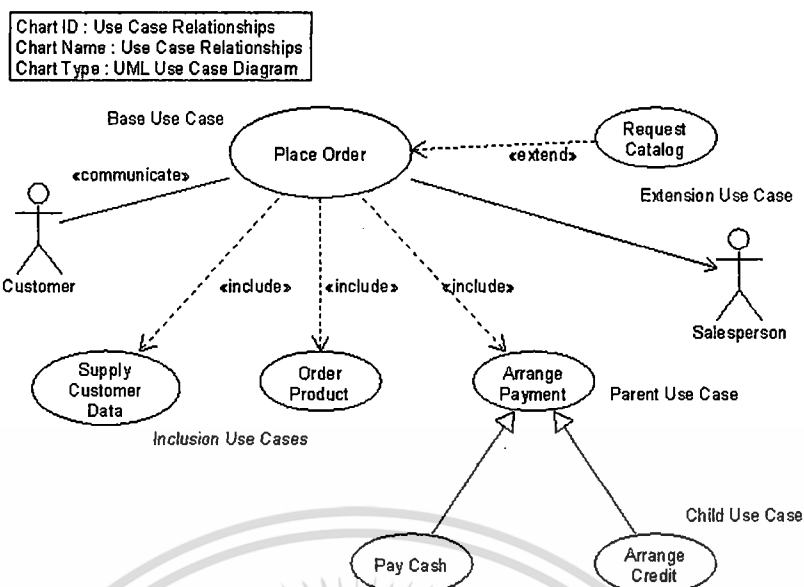 Chart ID : Use Case Relationships
Chart Name : Use Case Relationships
Chart Type : UML Use Case Diagram
Base Use Case
Place Order
Request
Catalog
«extend»
«communicate»
Extension Use Case
Customer
«include»
«include»
«include»
Salesperson
Supply
Customer
Data
Order
Product
Arrange
Payment
Parent Use Case
Inclusion Use Cases
Child Use Case
Pay Cash
Arrange
Credit